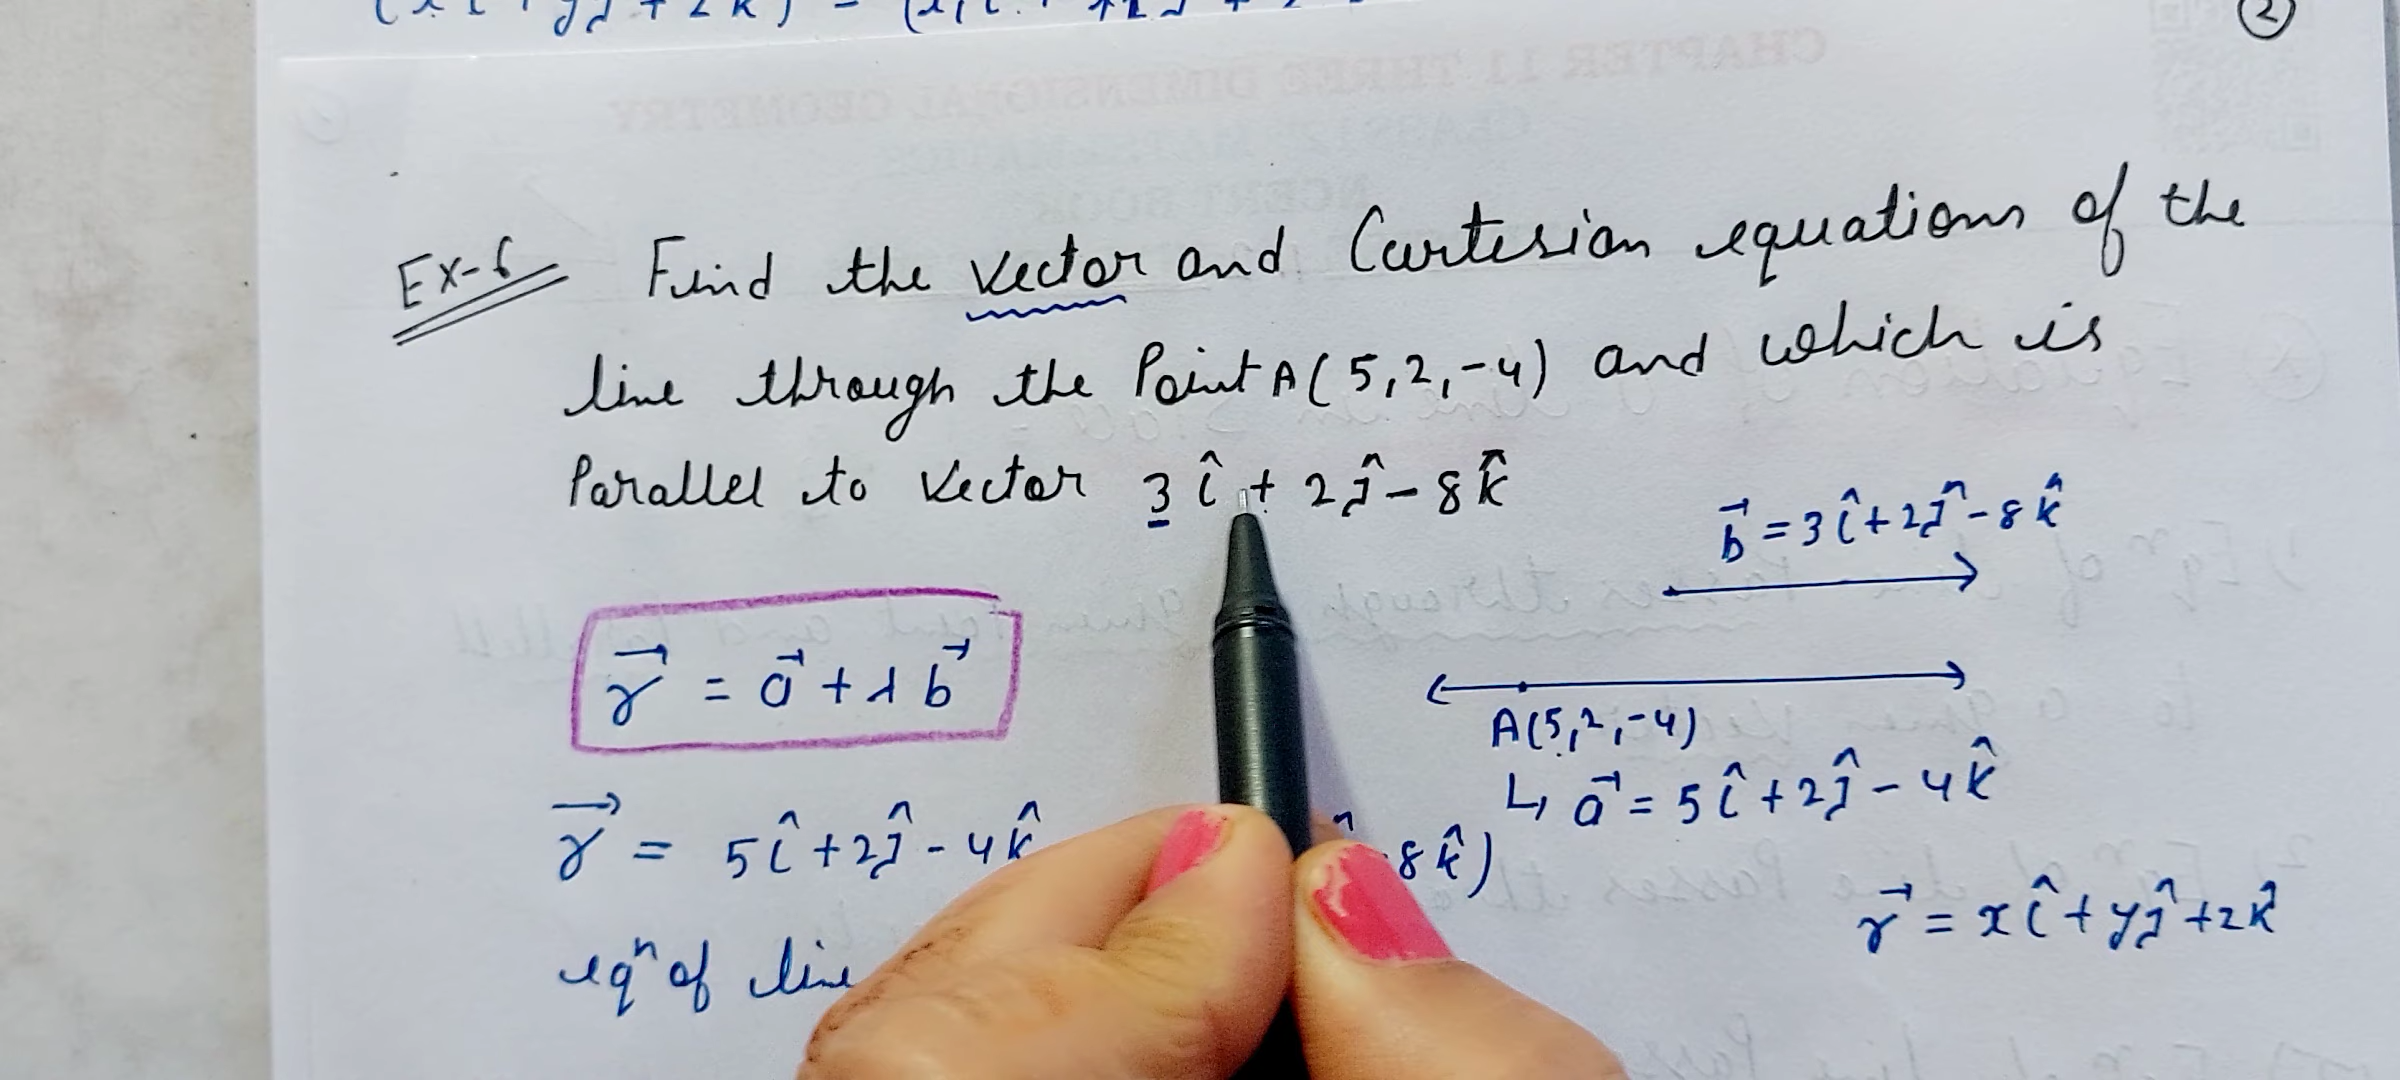 ②
Ex-6 Find the vector and Cartesian equations of the
line through the Point A(5,2,-4) and which is
Parallel to vector 3î + 2ĵ - 8k̂
b⃗ = 3î + 2ĵ - 8k̂
r⃗ = a⃗ + λ b⃗
A(5,2,-4)
↳ a⃗ = 5î + 2ĵ - 4k̂
r⃗ = 5î + 2ĵ - 4k̂ 8k̂)
r⃗ = xî + yĵ + zk̂
eqⁿ of line